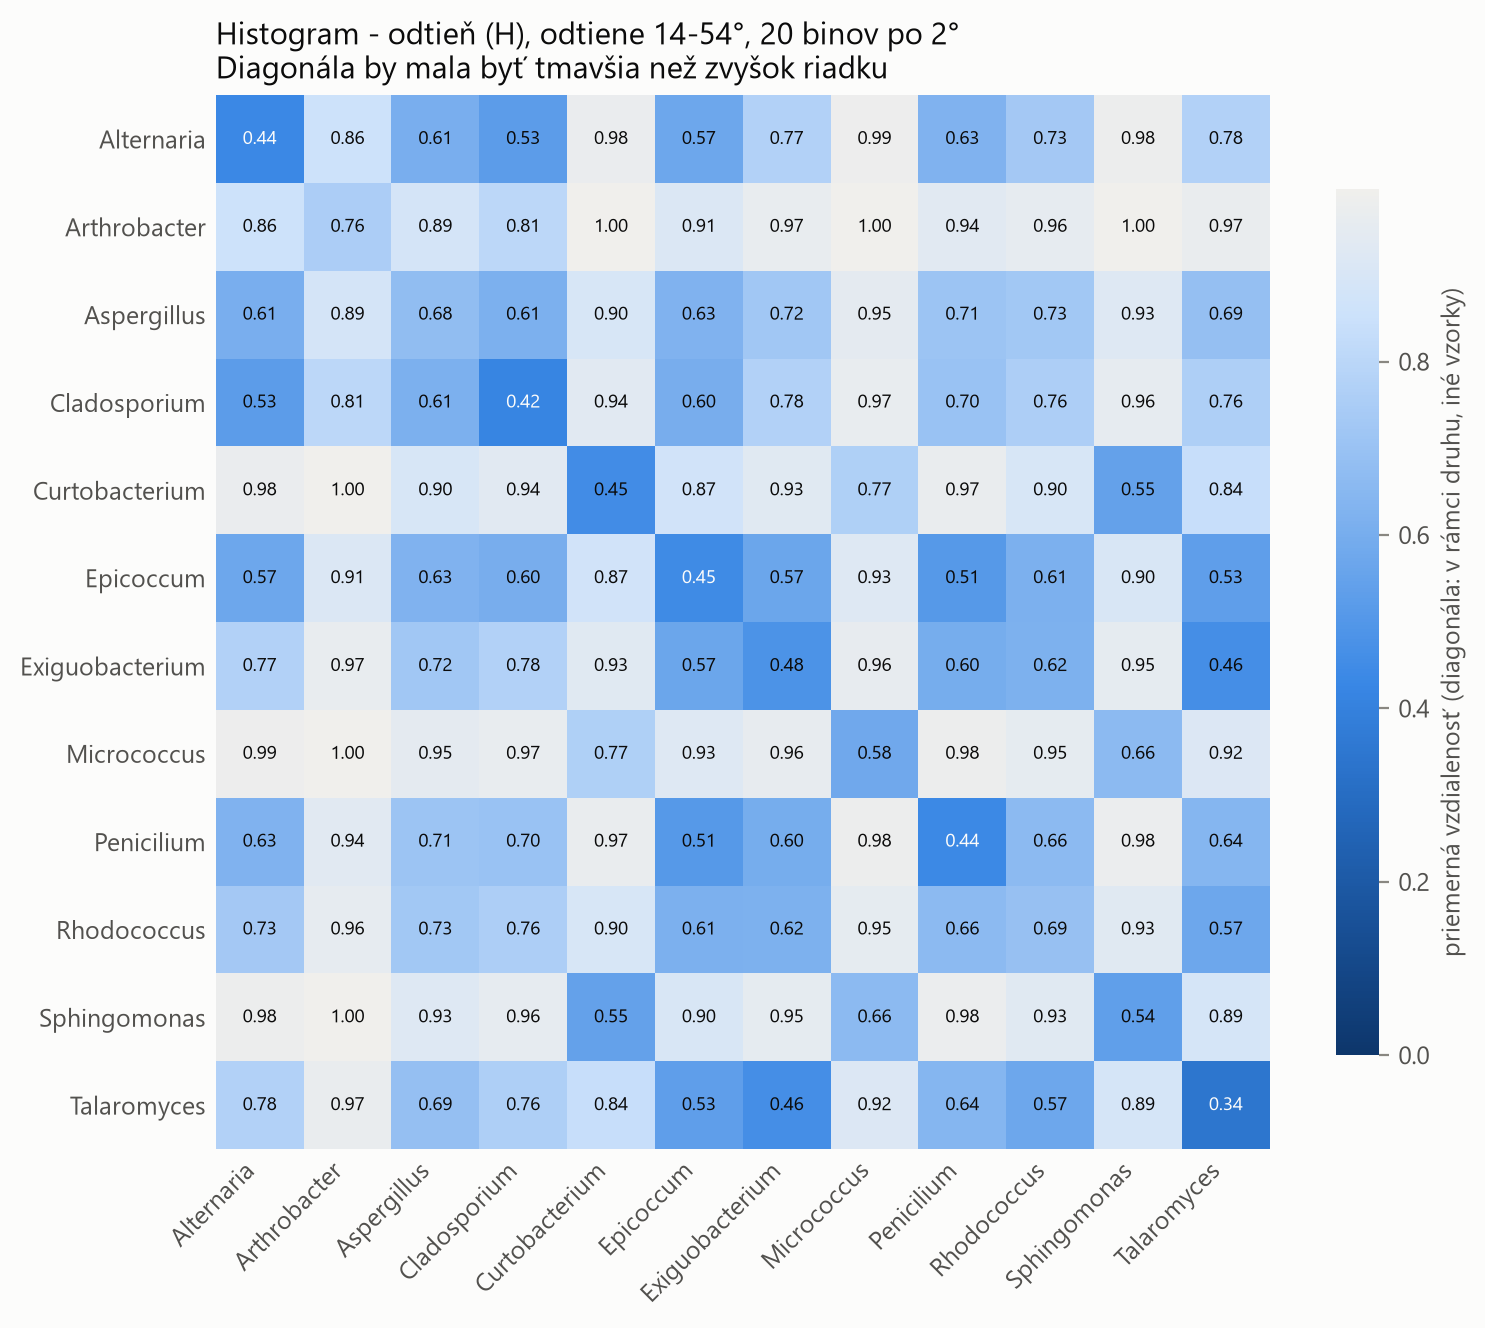 Histogram - odtieň (H), odtiene 14-54°, 20 binov po 2°
Diagonála by mala byť tmavšia než zvyšok riadku
Alternaria 0.44 0.86 0.61 0.53 0.98 0.57 0.77 0.99 0.63 0.73 0.98 0.78
Arthrobacter 0.86 0.76 0.89 0.81 1.00 0.91 0.97 1.00 0.94 0.96 1.00 0.97
Aspergillus 0.61 0.89 0.68 0.61 0.90 0.63 0.72 0.95 0.71 0.73 0.93 0.69
Cladosporium 0.53 0.81 0.61 0.42 0.94 0.60 0.78 0.97 0.70 0.76 0.96 0.76
Curtobacterium 0.98 1.00 0.90 0.94 0.45 0.87 0.93 0.77 0.97 0.90 0.55 0.84
Epicoccum 0.57 0.91 0.63 0.60 0.87 0.45 0.57 0.93 0.51 0.61 0.90 0.53
Exiguobacterium 0.77 0.97 0.72 0.78 0.93 0.57 0.48 0.96 0.60 0.62 0.95 0.46
Micrococcus 0.99 1.00 0.95 0.97 0.77 0.93 0.96 0.58 0.98 0.95 0.66 0.92
Penicilium 0.63 0.94 0.71 0.70 0.97 0.51 0.60 0.98 0.44 0.66 0.98 0.64
Rhodococcus 0.73 0.96 0.73 0.76 0.90 0.61 0.62 0.95 0.66 0.69 0.93 0.57
Sphingomonas 0.98 1.00 0.93 0.96 0.55 0.90 0.95 0.66 0.98 0.93 0.54 0.89
Talaromyces 0.78 0.97 0.69 0.76 0.84 0.53 0.46 0.92 0.64 0.57 0.89 0.34
Alternaria Arthrobacter Aspergillus Cladosporium Curtobacterium Epicoccum Exiguobacterium Micrococcus Penicilium Rhodococcus Sphingomonas Talaromyces
0.8
0.6
0.4
0.2
0.0
priemerná vzdialenosť (diagonála: v rámci druhu, iné vzorky)